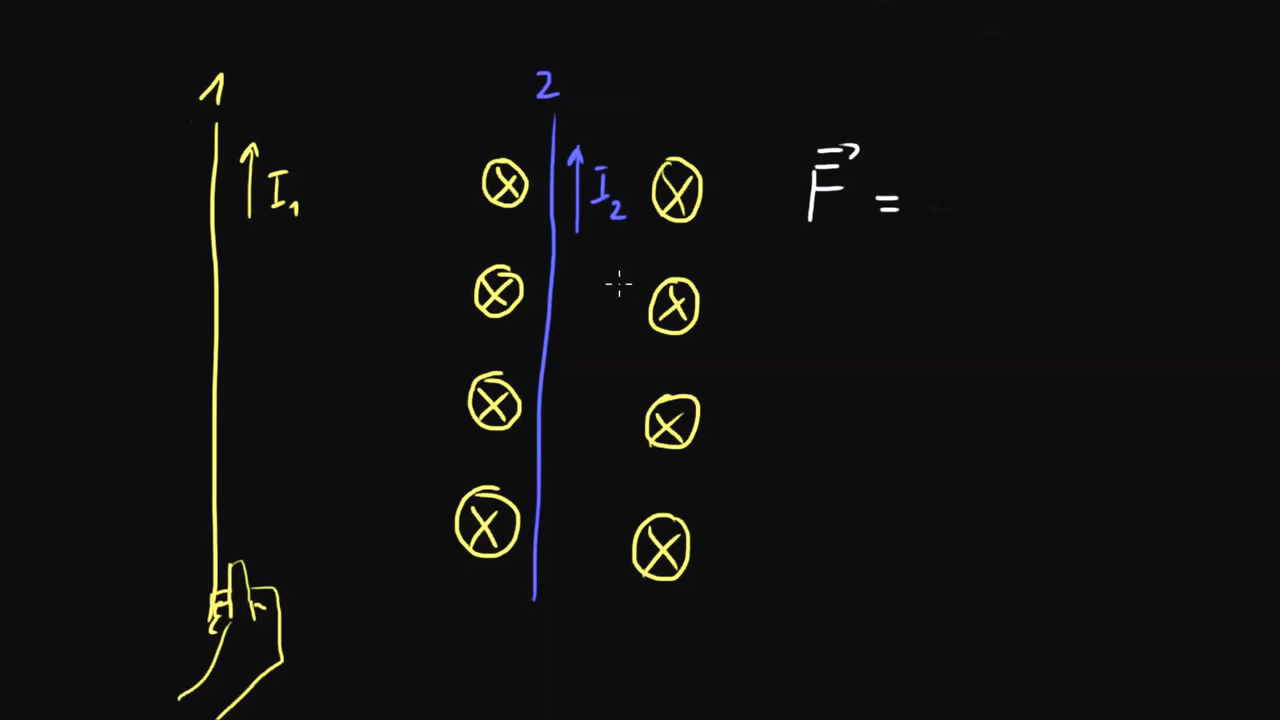 1
2
I₁
I₂
F⃗ =